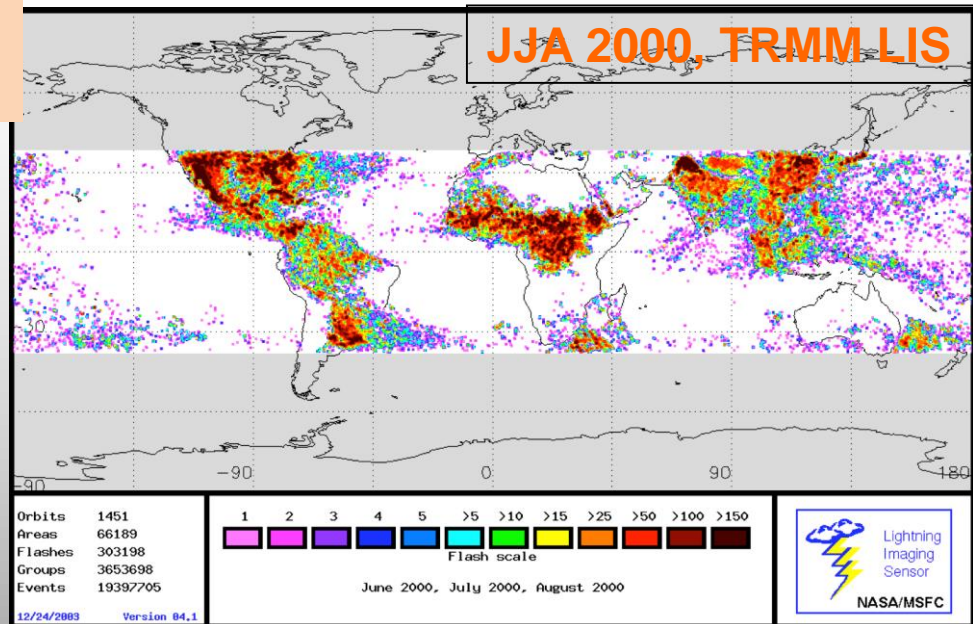 JJA 2000, TRMM LIS
-30
-90
-90 0 90 180
Orbits 1451
Areas 66189
Flashes 303198
Groups 3653698
Events 19397705
12/24/2003 Version 04.1
1 2 3 4 5 >5 >10 >15 >25 >50 >100 >150
Flash scale
June 2000, July 2000, August 2000
Lightning
Imaging
Sensor
NASA/MSFC